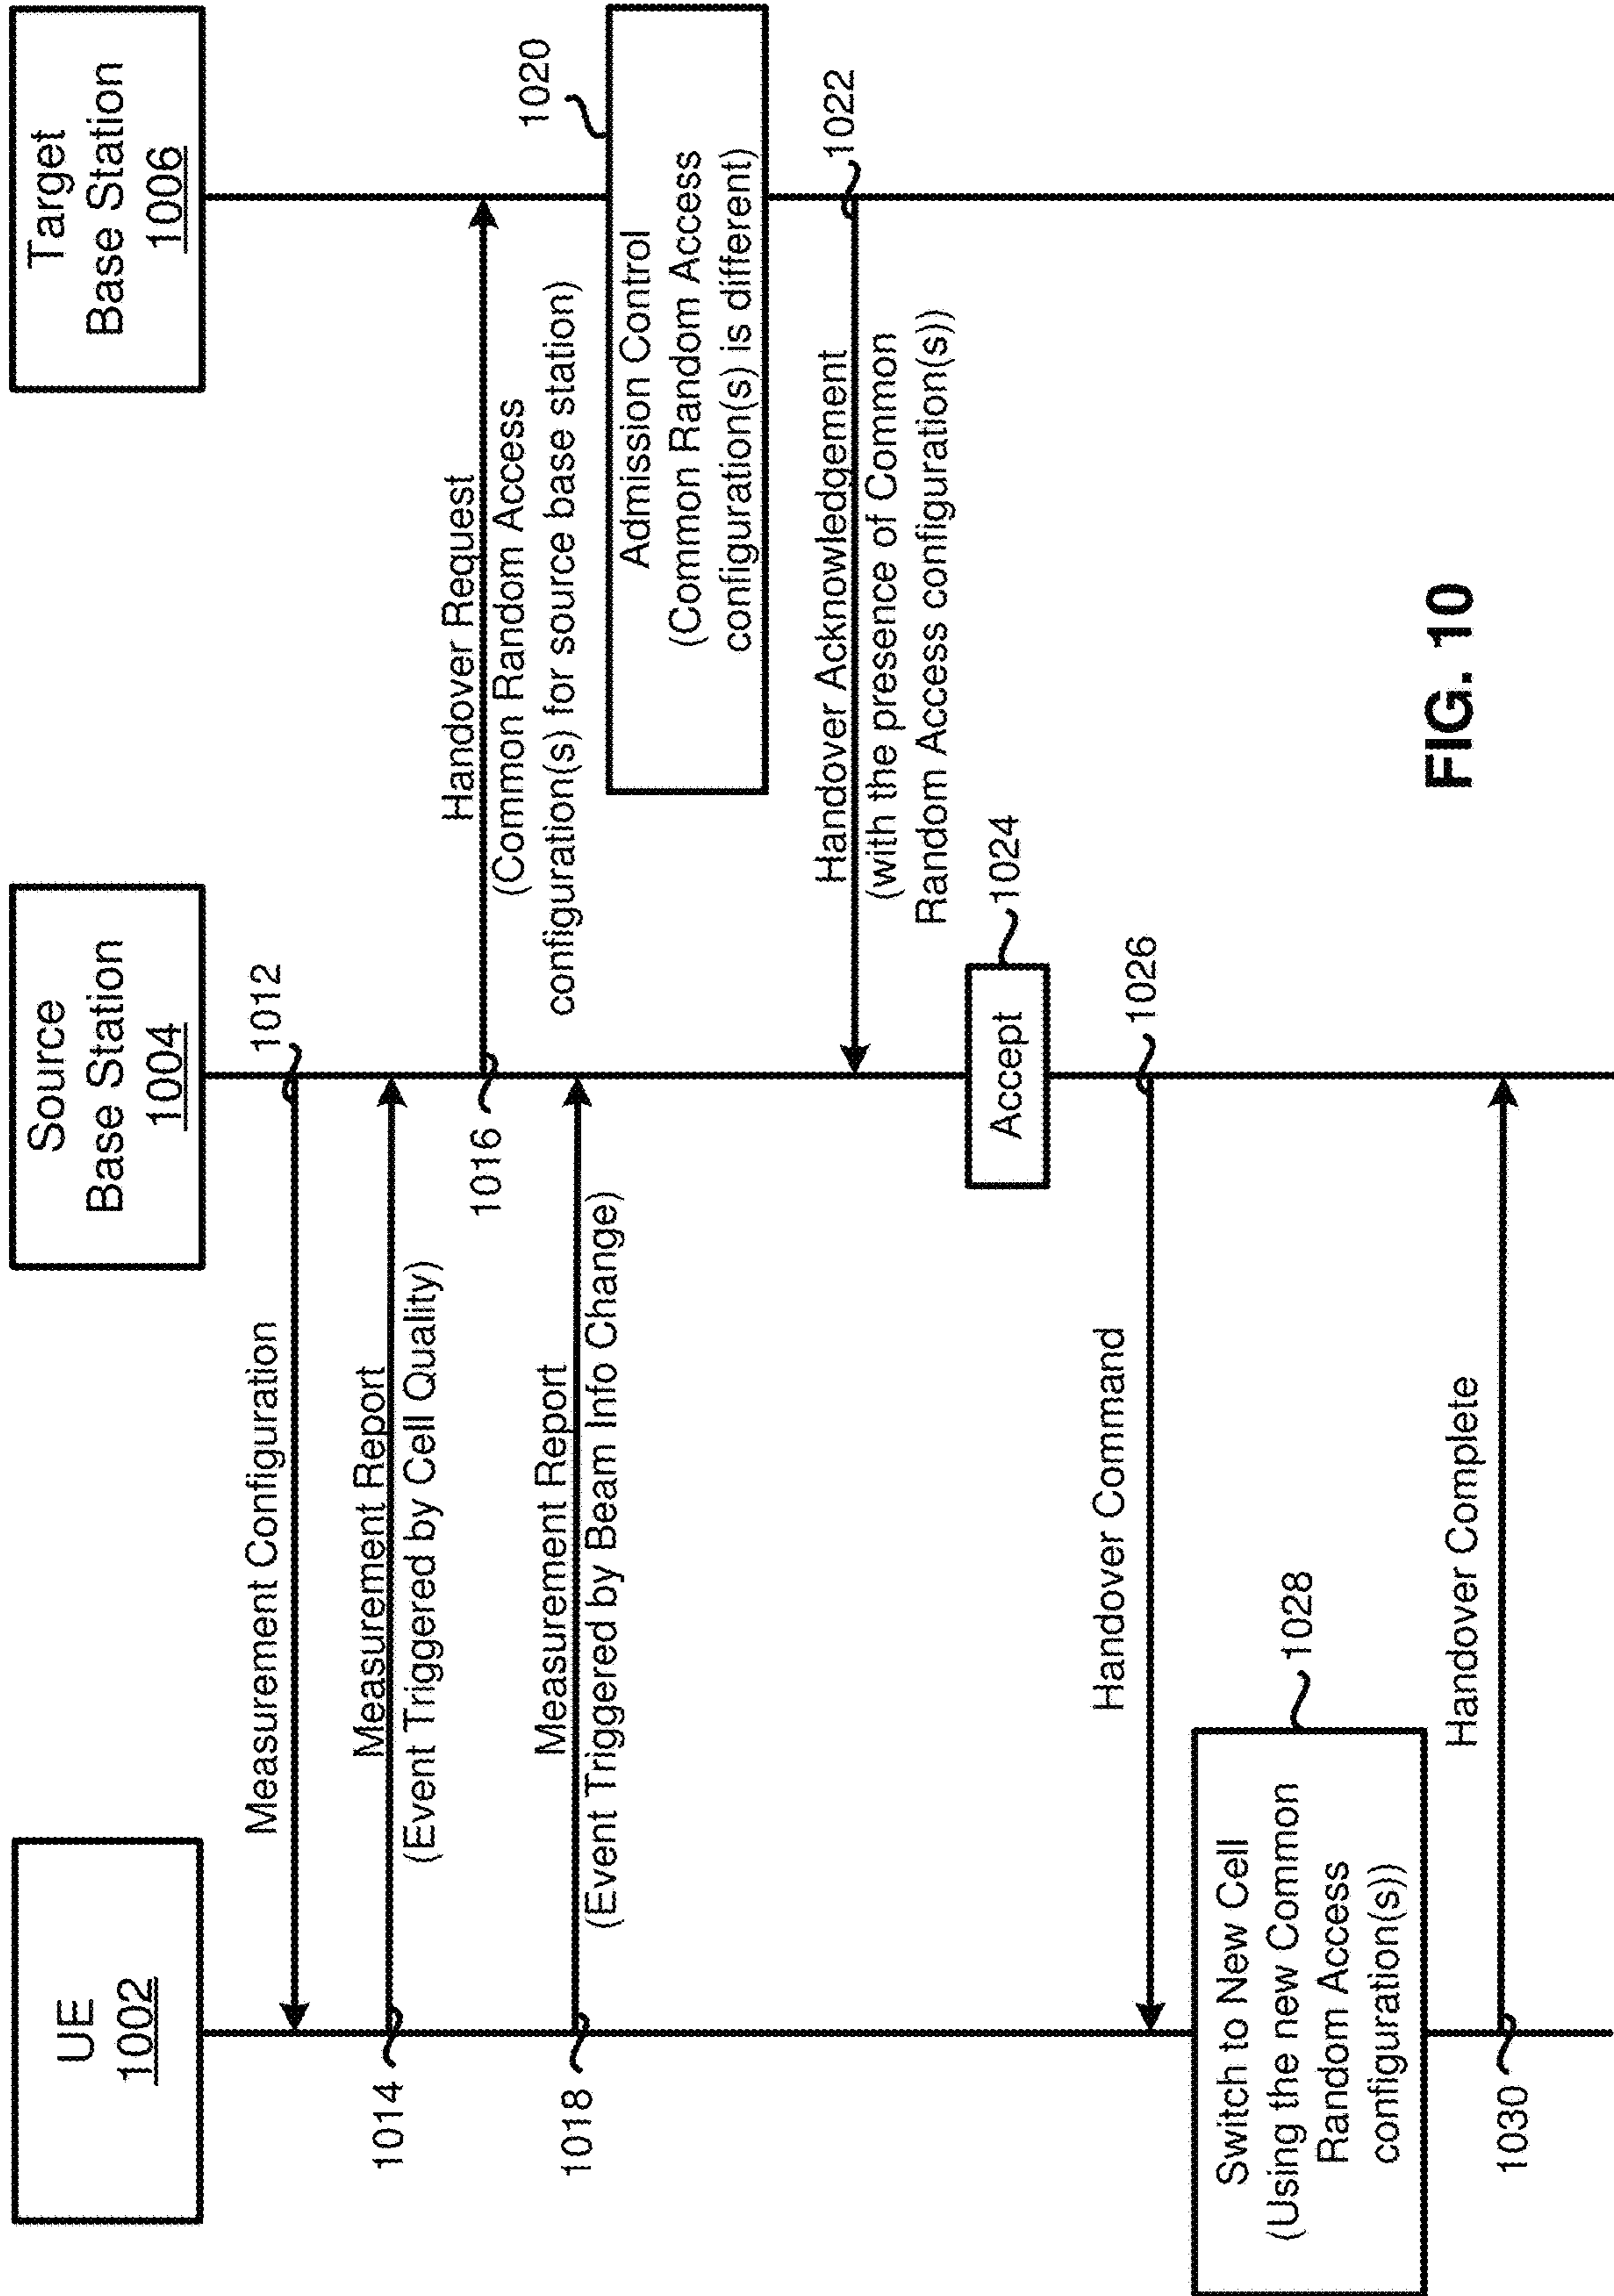 UE
1002
Source
Base Station
1004
Target
Base Station
1006
1012
Measurement Configuration
1014
Measurement Report
(Event Triggered by Cell Quality)
1016
Handover Request
(Common Random Access
configuration(s) for source base station)
1018
Measurement Report
(Event Triggered by Beam Info Change)
1020
Admission Control
(Common Random Access
configuration(s) is different)
1022
Handover Acknowledgement
(with the presence of Common
Random Access configuration(s))
Accept
1024
1026
Handover Command
Switch to New Cell
(Using the new Common
Random Access
configuration(s))
1028
1030
Handover Complete
FIG. 10